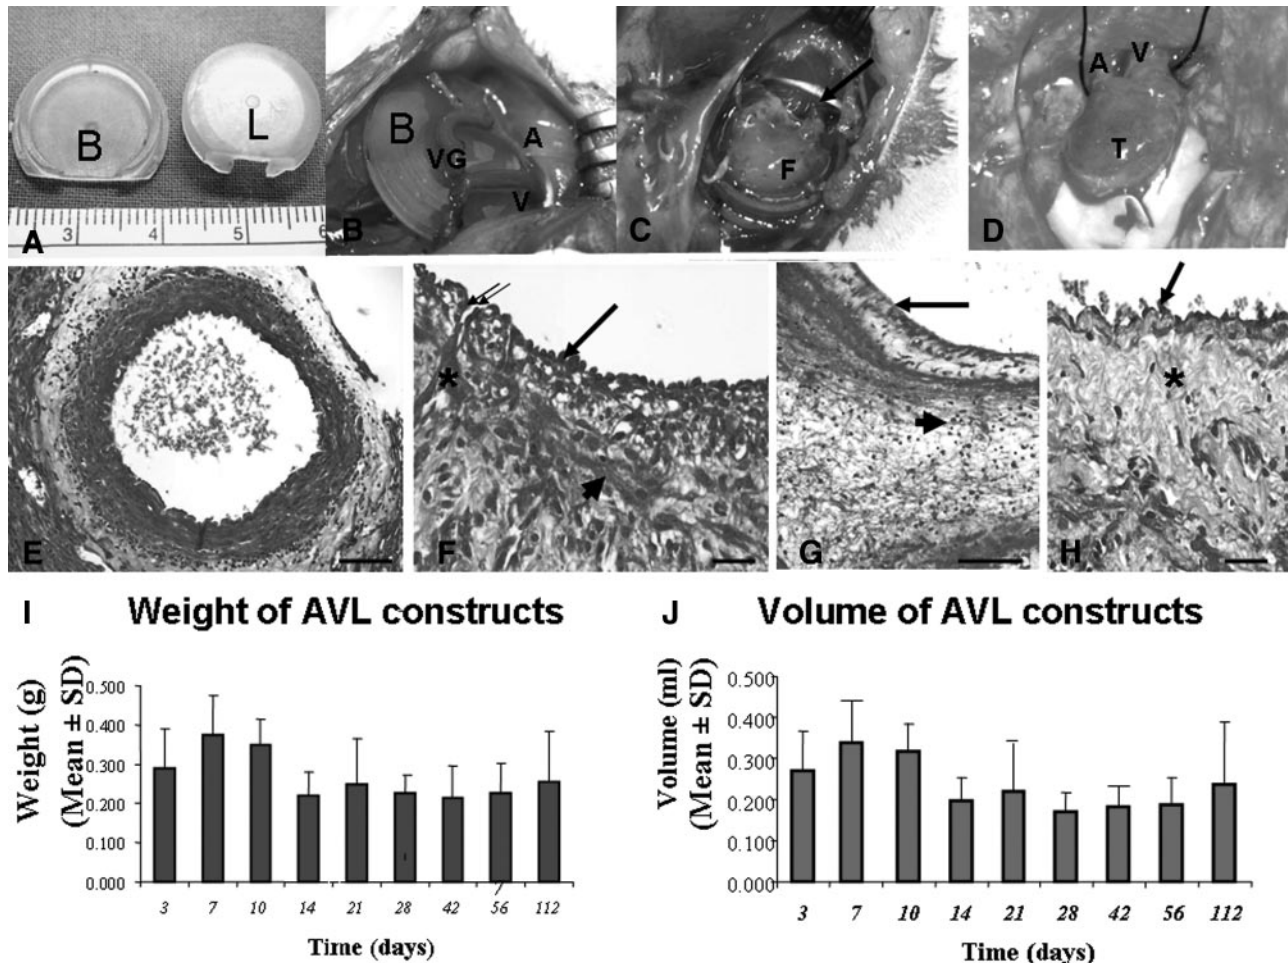 B
L
3
4
5
6
A
B
VG
A
V
B
F
C
A
V
T
D
E
*
F
G
*
H
I Weight of AVL constructs
Weight (g)
(Mean ± SD)
0.500
0.400
0.300
0.200
0.100
0.000
3 7 10 14 21 28 42 56 112
Time (days)
J Volume of AVL constructs
Volume (ml)
(Mean ± SD)
0.500
0.400
0.300
0.200
0.100
0.000
3 7 10 14 21 28 42 56 112
Time (days)